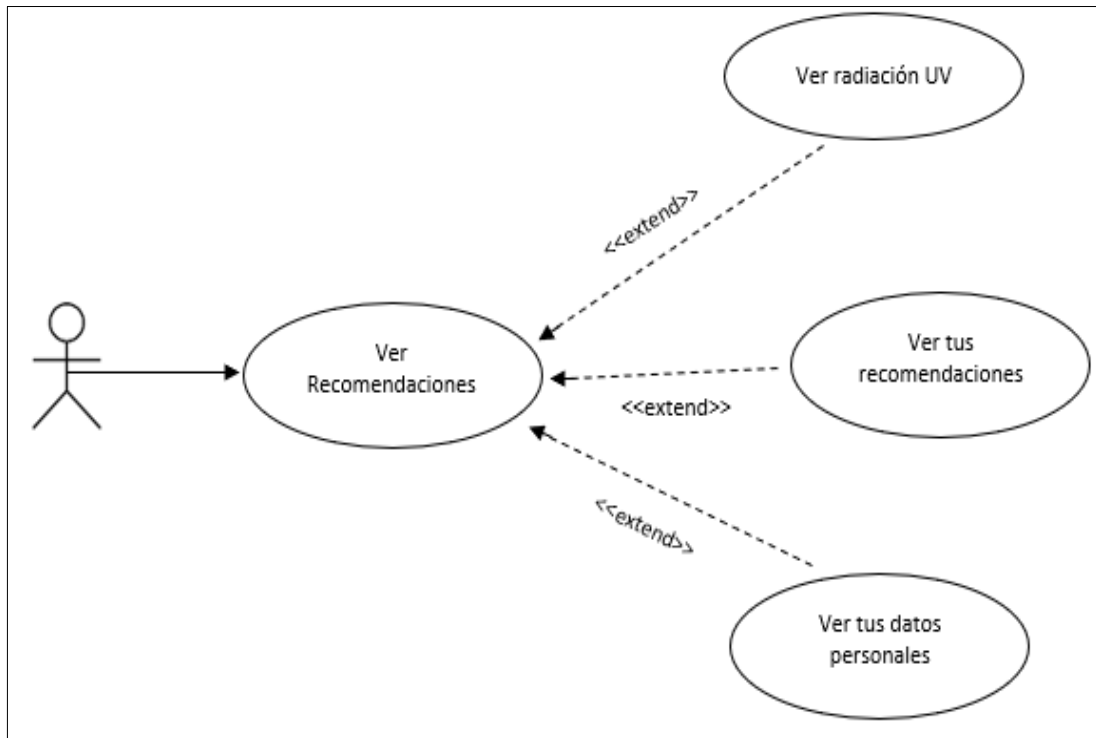 Ver radiación UV
<<extend>>
Ver
Recomendaciones
Ver tus
recomendaciones
<<extend>>
<<extend>>
Ver tus datos
personales